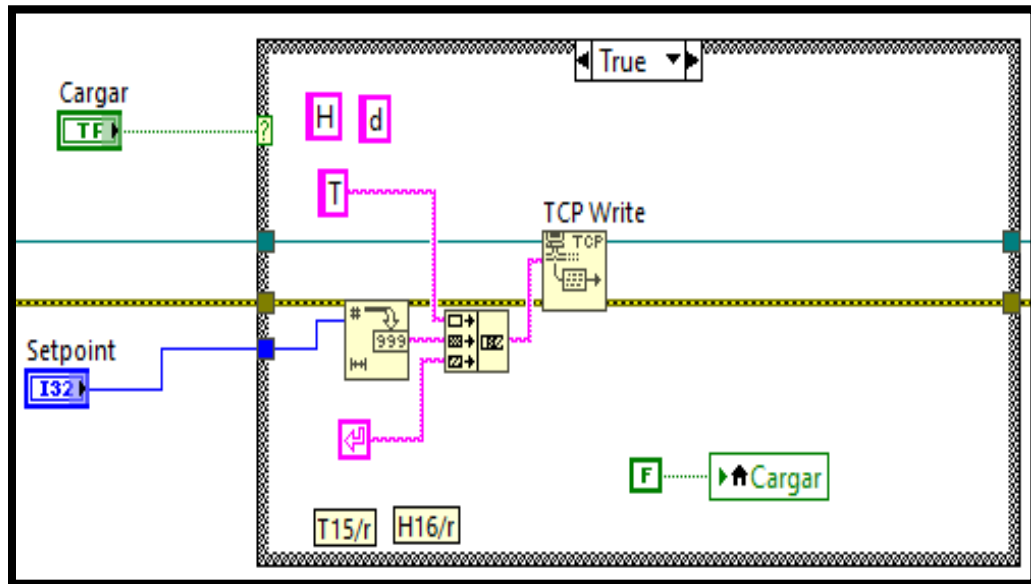 True
Cargar
TF
?
H
d
T
TCP Write
TCP
#
999
Setpoint
I32
F
Cargar
T15/r
H16/r